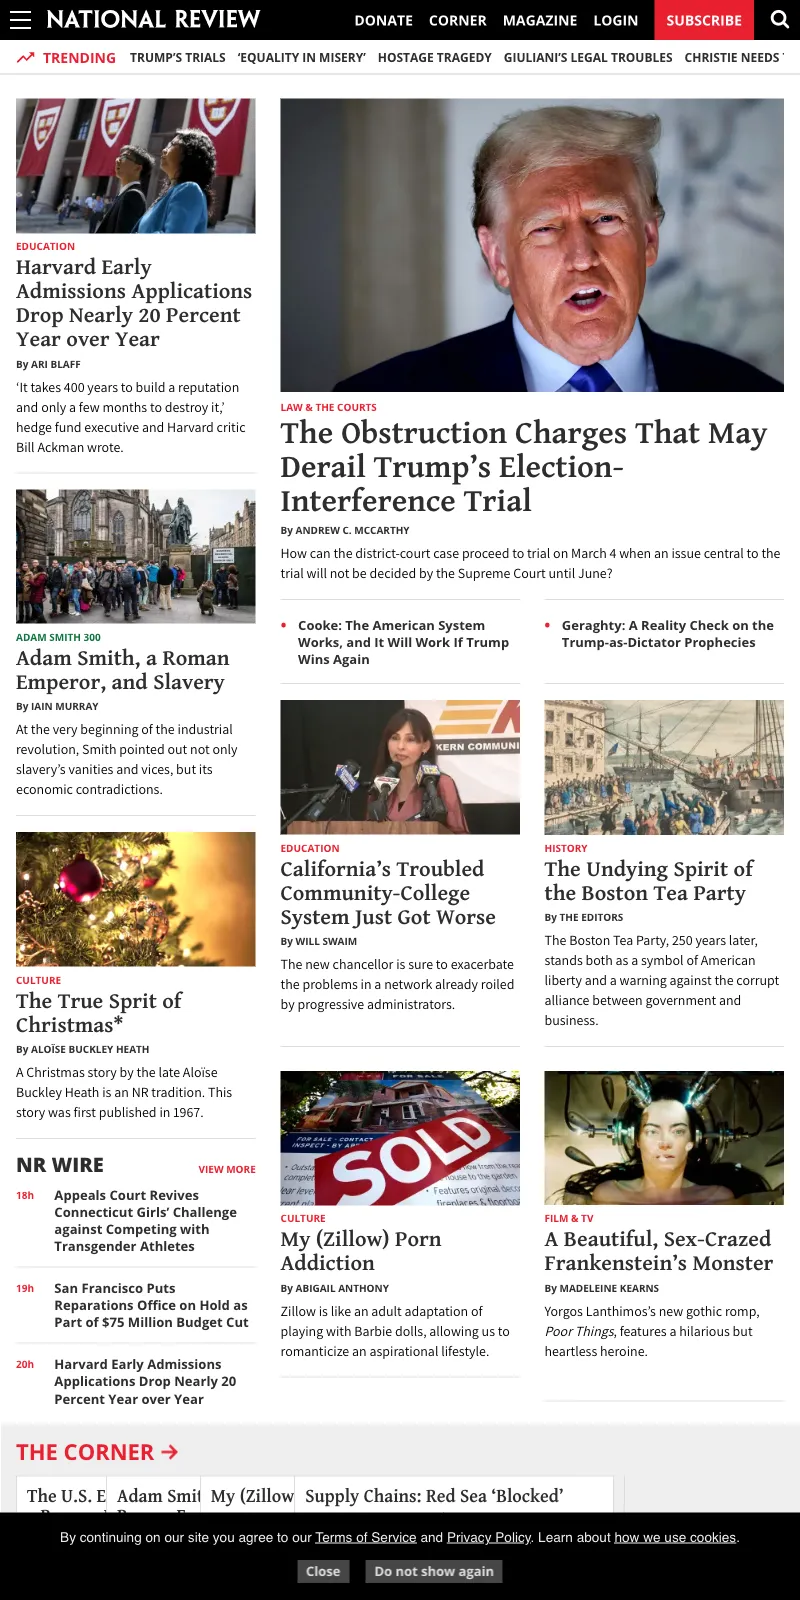 NATIONAL REVIEW
DONATE CORNER MAGAZINE LOGIN SUBSCRIBE
TRENDING TRUMP'S TRIALS 'EQUALITY IN MISERY' HOSTAGE TRAGEDY GIULIANI'S LEGAL TROUBLES CHRISTIE NEEDS
EDUCATION
Harvard Early
Admissions Applications
Drop Nearly 20 Percent
Year over Year
By ARI BLAFF
‘It takes 400 years to build a reputation
and only a few months to destroy it,’
hedge fund executive and Harvard critic
Bill Ackman wrote.
ADAM SMITH 300
Adam Smith, a Roman
Emperor, and Slavery
By IAIN MURRAY
At the very beginning of the industrial
revolution, Smith pointed out not only
slavery’s vanities and vices, but its
economic contradictions.
CULTURE
The True Sprit of
Christmas*
By ALOÏSE BUCKLEY HEATH
A Christmas story by the late Aloïse
Buckley Heath is an NR tradition. This
story was first published in 1967.
NR WIRE
VIEW MORE
18h Appeals Court Revives
Connecticut Girls’ Challenge
against Competing with
Transgender Athletes
19h San Francisco Puts
Reparations Office on Hold as
Part of $75 Million Budget Cut
20h Harvard Early Admissions
Applications Drop Nearly 20
Percent Year over Year
LAW & THE COURTS
The Obstruction Charges That May
Derail Trump’s Election-
Interference Trial
By ANDREW C. MCCARTHY
How can the district-court case proceed to trial on March 4 when an issue central to the
trial will not be decided by the Supreme Court until June?
• Cooke: The American System
Works, and It Will Work If Trump
Wins Again
• Geraghty: A Reality Check on the
Trump-as-Dictator Prophecies
KERN COMMUNI
EDUCATION
California’s Troubled
Community-College
System Just Got Worse
By WILL SWAIM
The new chancellor is sure to exacerbate
the problems in a network already roiled
by progressive administrators.
HISTORY
The Undying Spirit of
the Boston Tea Party
By THE EDITORS
The Boston Tea Party, 250 years later,
stands both as a symbol of American
liberty and a warning against the corrupt
alliance between government and
business.
FOR SALE
FOR SALE - CONTACT
SOLD
CULTURE
My (Zillow) Porn
Addiction
By ABIGAIL ANTHONY
Zillow is like an adult adaptation of
playing with Barbie dolls, allowing us to
romanticize an aspirational lifestyle.
FILM & TV
A Beautiful, Sex-Crazed
Frankenstein’s Monster
By MADELEINE KEARNS
Yorgos Lanthimos’s new gothic romp,
Poor Things, features a hilarious but
heartless heroine.
THE CORNER →
The U.S. E Adam Smit My (Zillow Supply Chains: Red Sea ‘Blocked’
By continuing on our site you agree to our Terms of Service and Privacy Policy. Learn about how we use cookies.
Close Do not show again